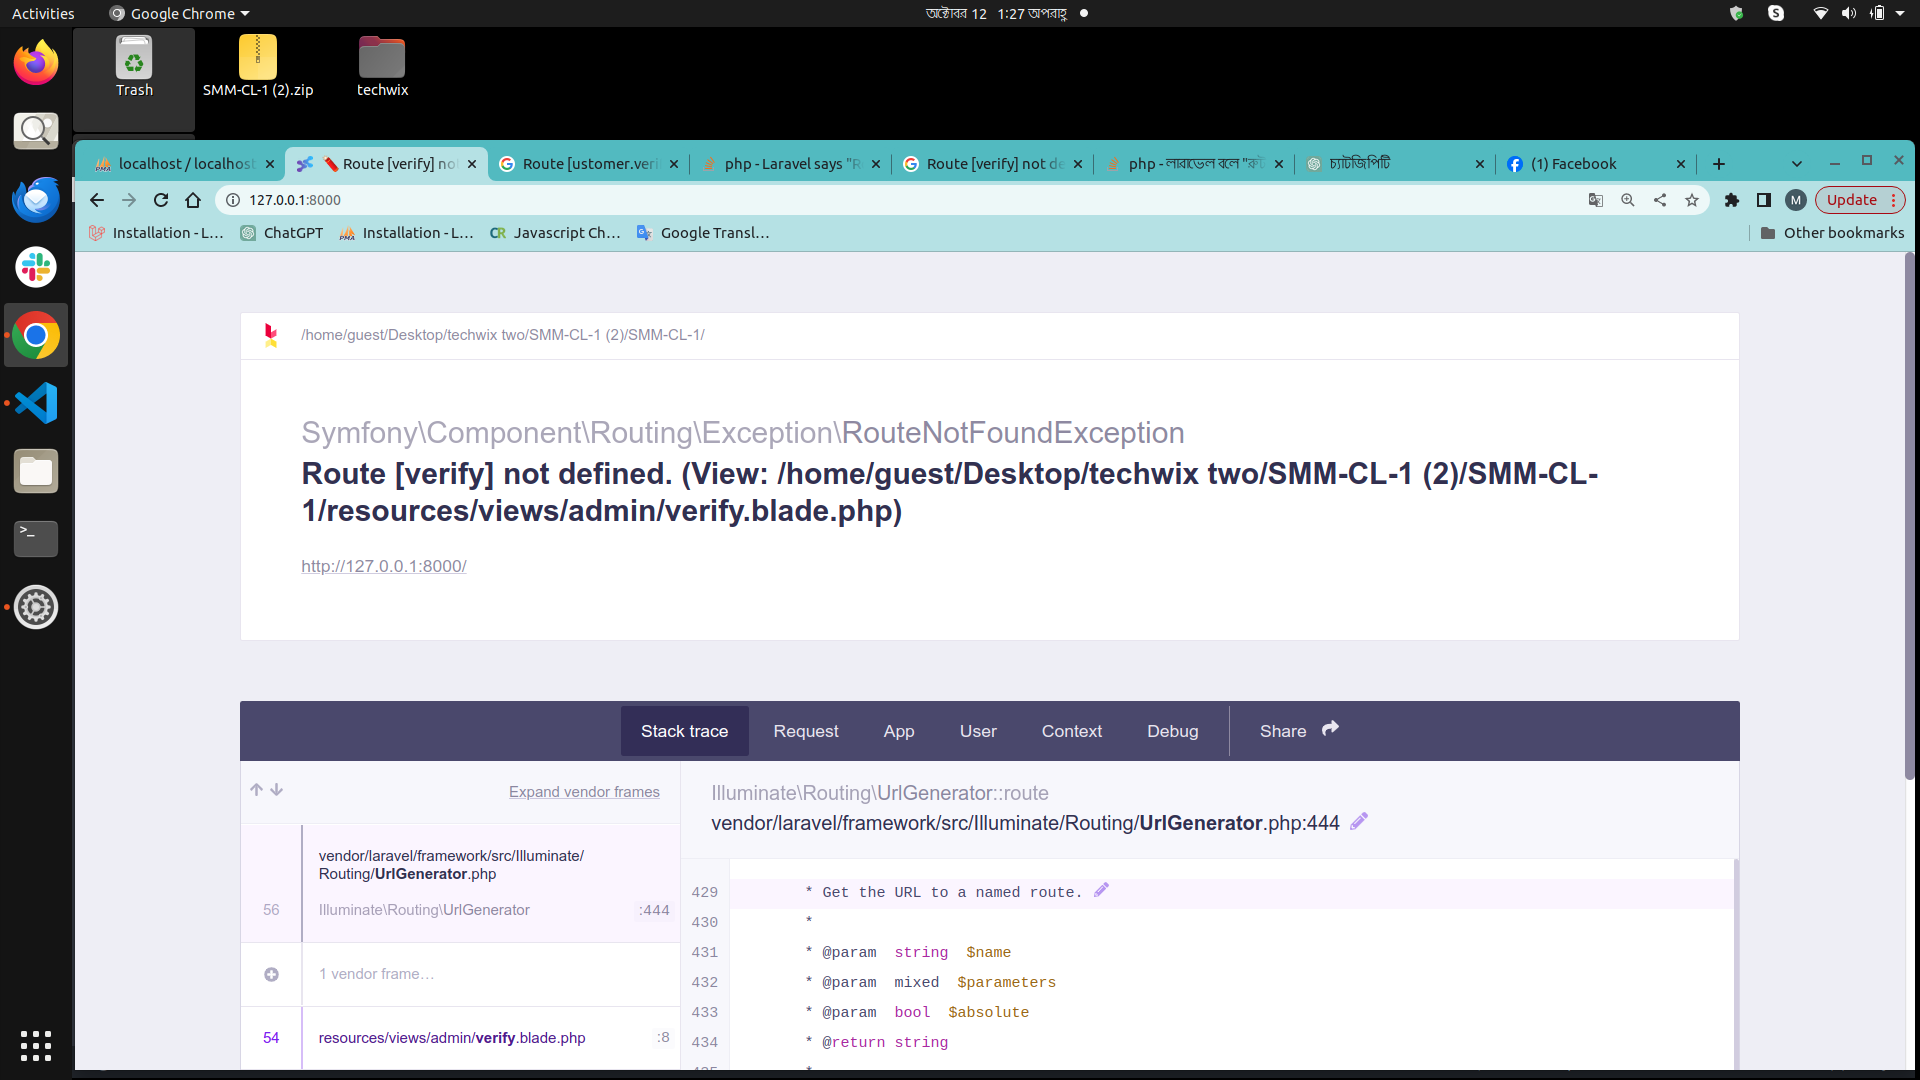 Activities
Google Chrome
অক্টোবর 12 1:27 অপরাহ্ণ
Trash
SMM-CL-1 (2).zip
techwix
localhost / localhost
Route [verify] no
Route [ustomer.veri
php - Laravel says "R
Route [verify] not de
php - লারাভেল বলে "রুট
চ্যাটজিপিটি
(1) Facebook
127.0.0.1:8000
M
Update
Installation - L...
ChatGPT
PMA
Installation - L...
CR
Javascript Ch...
Google Transl...
Other bookmarks
/home/guest/Desktop/techwix two/SMM-CL-1 (2)/SMM-CL-1/
Symfony\Component\Routing\Exception\RouteNotFoundException
Route [verify] not defined. (View: /home/guest/Desktop/techwix two/SMM-CL-1 (2)/SMM-CL-
1/resources/views/admin/verify.blade.php)
http://127.0.0.1:8000/
Stack trace
Request
App
User
Context
Debug
Share
Expand vendor frames
Illuminate\Routing\UrlGenerator::route
vendor/laravel/framework/src/Illuminate/Routing/UrlGenerator.php:444
vendor/laravel/framework/src/Illuminate/
Routing/UrlGenerator.php
56 Illuminate\Routing\UrlGenerator :444
1 vendor frame…
54 resources/views/admin/verify.blade.php :8
429 * Get the URL to a named route.
430 *
431 * @param string $name
432 * @param mixed $parameters
433 * @param bool $absolute
434 * @return string